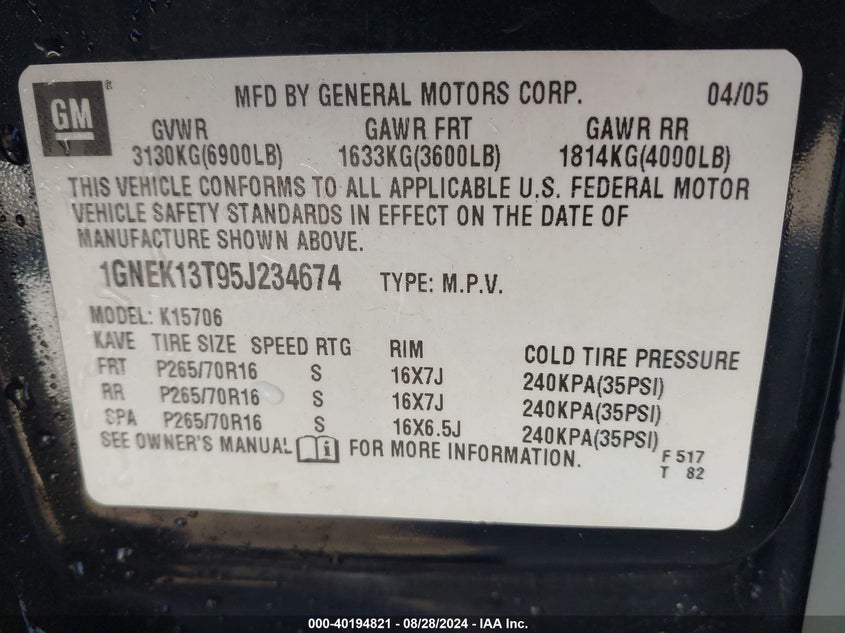 GM ®
MFD BY GENERAL MOTORS CORP. 04/05
GVWR GAWR FRT GAWR RR
3130KG(6900LB) 1633KG(3600LB) 1814KG(4000LB)
THIS VEHICLE CONFORMS TO ALL APPLICABLE U.S. FEDERAL MOTOR
VEHICLE SAFETY STANDARDS IN EFFECT ON THE DATE OF
MANUFACTURE SHOWN ABOVE.
1GNEK13T95J234674 TYPE: M.P.V.
MODEL: K15706
KAVE TIRE SIZE SPEED RTG RIM COLD TIRE PRESSURE
FRT P265/70R16 S 16X7J 240KPA(35PSI)
RR P265/70R16 S 16X7J 240KPA(35PSI)
SPA P265/70R16 S 16X6.5J 240KPA(35PSI)
SEE OWNER'S MANUAL i FOR MORE INFORMATION.
F 517
T 82
000-40194821 - 08/28/2024 - IAA Inc.